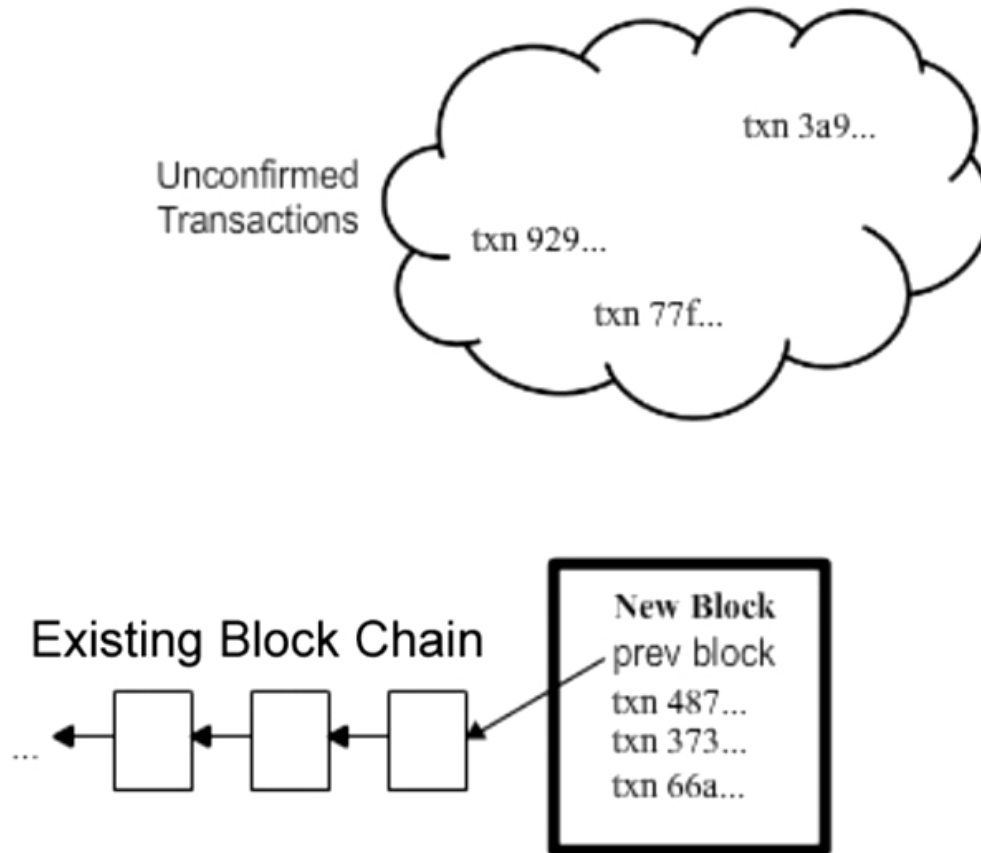 txn 3a9...
Unconfirmed
Transactions
txn 929...
txn 77f...
New Block
Existing Block Chain
prev block
txn 487...
txn 373...
...
txn 66a...